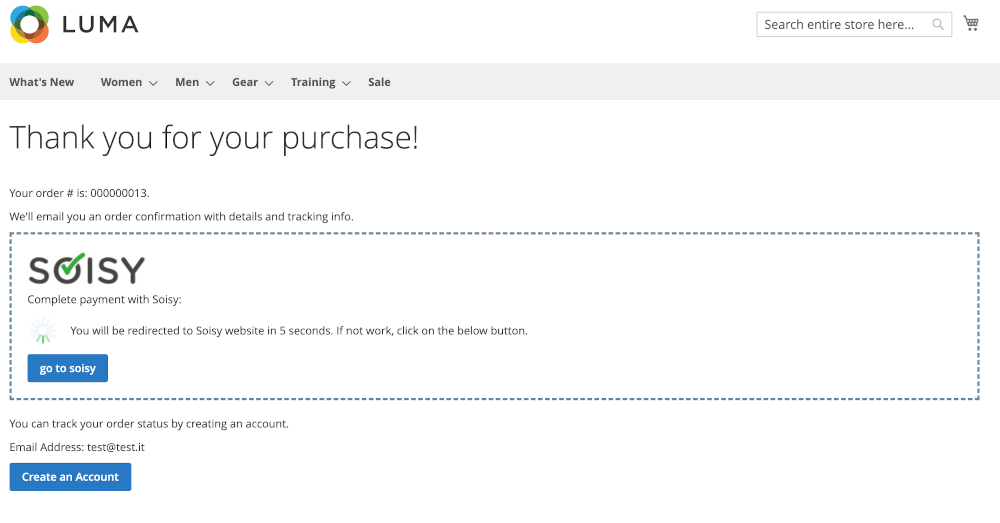 LUMA
Search entire store here...
What's New Women Men Gear Training Sale
Thank you for your purchase!
Your order # is: 000000013.
We'll email you an order confirmation with details and tracking info.
SOISY
Complete payment with Soisy:
You will be redirected to Soisy website in 5 seconds. If not work, click on the below button.
go to soisy
You can track your order status by creating an account.
Email Address: test@test.it
Create an Account